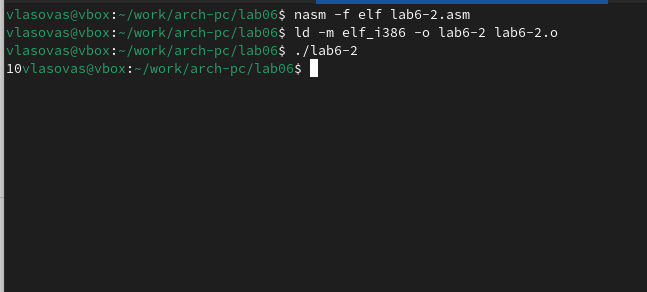 vlasovas@vbox:~/work/arch-pc/lab06$ nasm -f elf lab6-2.asm
vlasovas@vbox:~/work/arch-pc/lab06$ ld -m elf_i386 -o lab6-2 lab6-2.o
vlasovas@vbox:~/work/arch-pc/lab06$ ./lab6-2
10vlasovas@vbox:~/work/arch-pc/lab06$